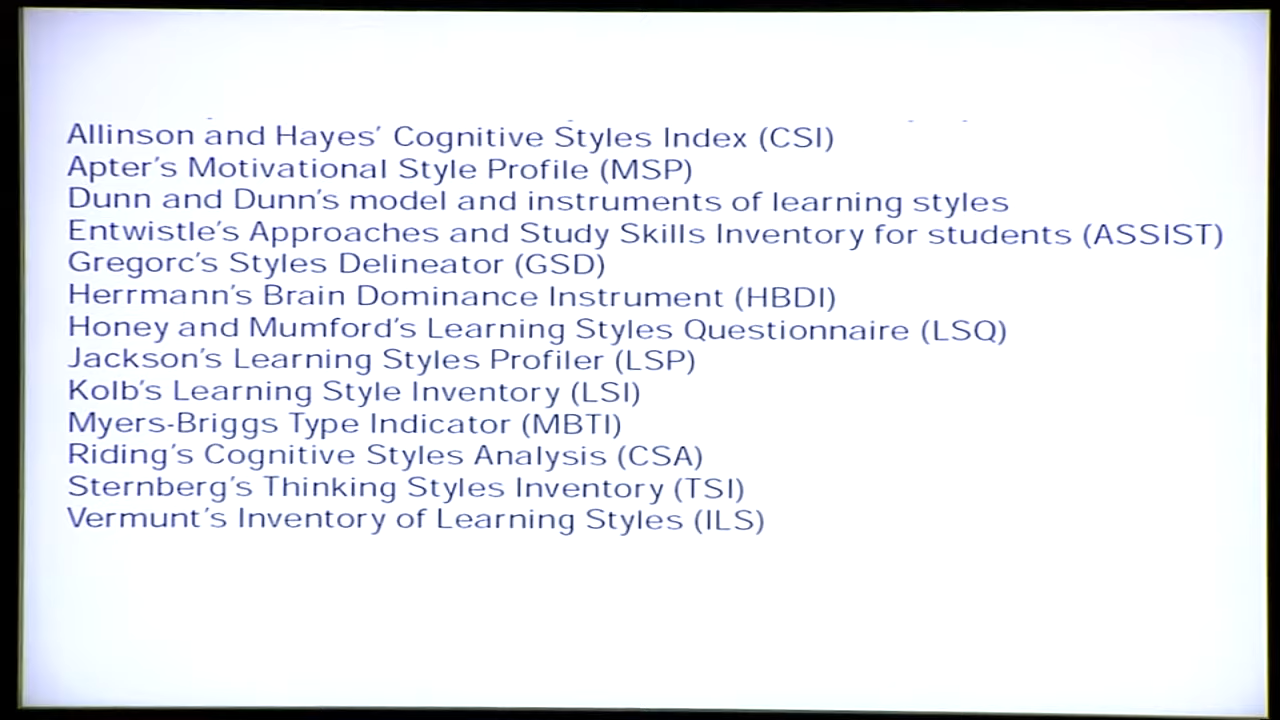 Allinson and Hayes' Cognitive Styles Index (CSI)
Apter's Motivational Style Profile (MSP)
Dunn and Dunn's model and instruments of learning styles
Entwistle's Approaches and Study Skills Inventory for students (ASSIST)
Gregorc's Styles Delineator (GSD)
Herrmann's Brain Dominance Instrument (HBDI)
Honey and Mumford's Learning Styles Questionnaire (LSQ)
Jackson's Learning Styles Profiler (LSP)
Kolb's Learning Style Inventory (LSI)
Myers-Briggs Type Indicator (MBTI)
Riding's Cognitive Styles Analysis (CSA)
Sternberg's Thinking Styles Inventory (TSI)
Vermunt's Inventory of Learning Styles (ILS)